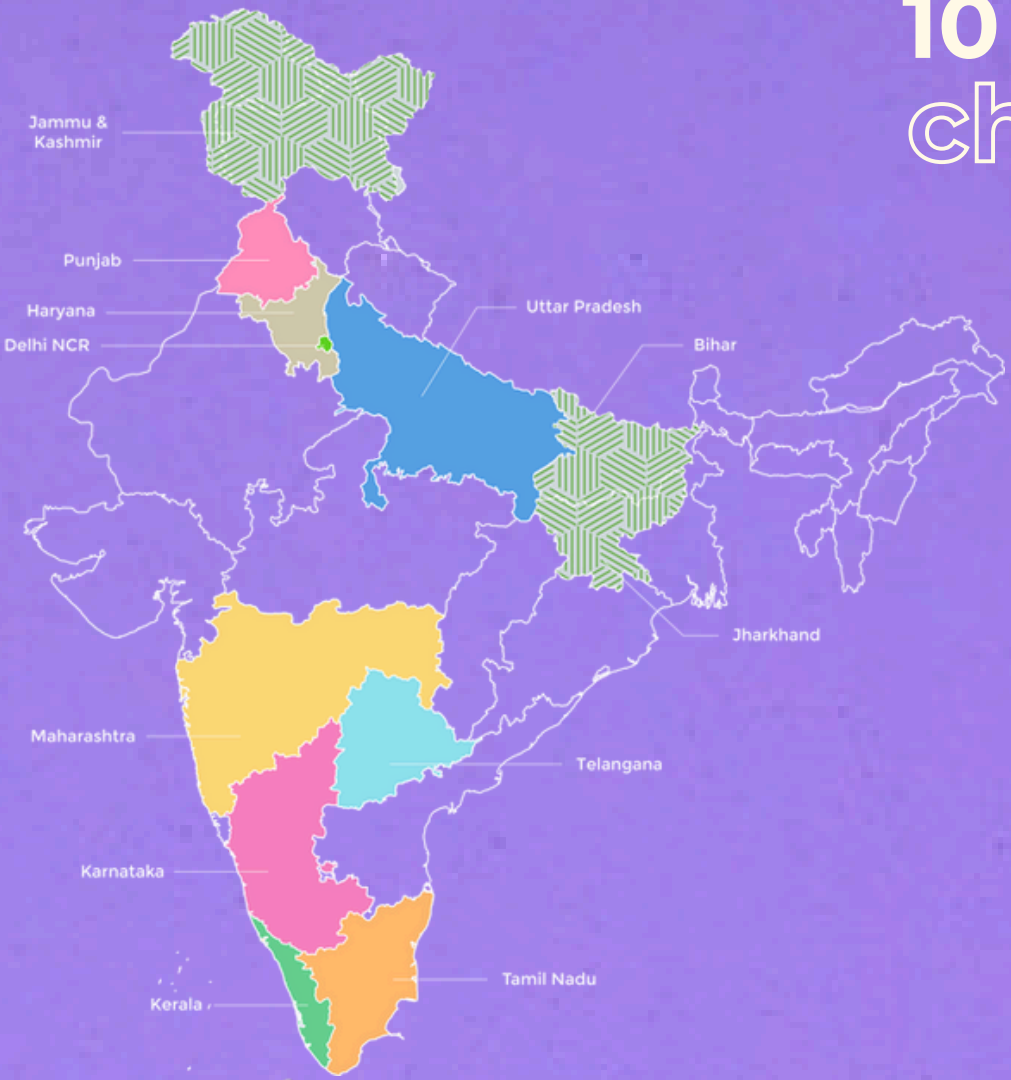 10
ch
Jammu &
Kashmir
Punjab
Haryana
Delhi NCR
Uttar Pradesh
Bihar
Jharkhand
Maharashtra
Telangana
Karnataka
Tamil Nadu
Kerala